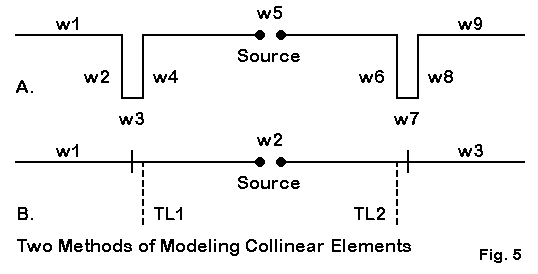 w1 w5 w9
Source
w2 w4 w6 w8
A.
w3 w7
w1 w2 w3
Source
B. TL1 TL2
Two Methods of Modeling Collinear Elements Fig. 5